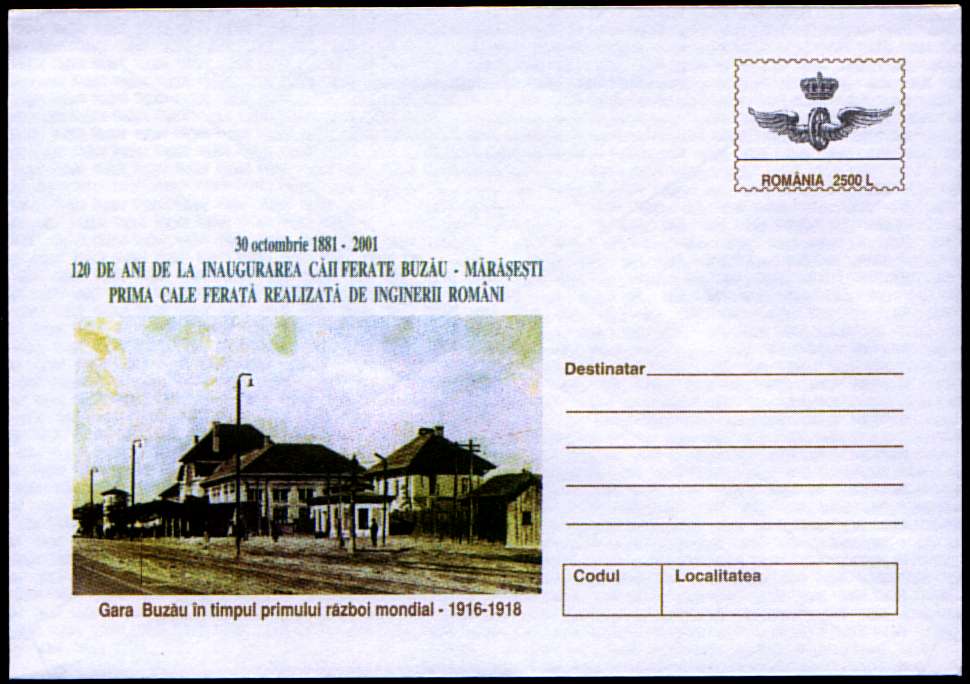 ROMÂNIA 2500 L
30 octombrie 1881 - 2001
120 DE ANI DE LA INAUGURAREA CĂII FERATE BUZĂU - MĂRĂȘEȘTI
PRIMA CALE FERATĂ REALIZATĂ DE INGINERII ROMÂNI
Gara Buzău în timpul primului război mondial - 1916-1918
Destinatar
Codul
Localitatea